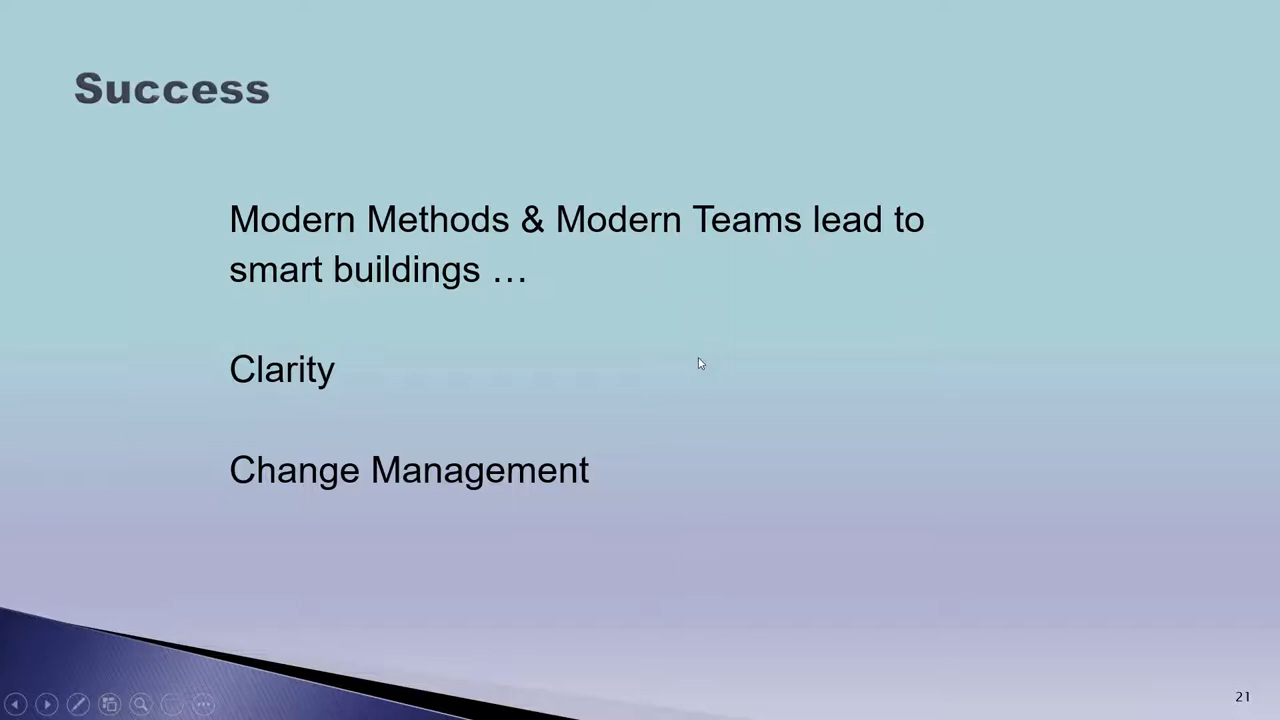 Success
Modern Methods & Modern Teams lead to
smart buildings …
Clarity
Change Management
21